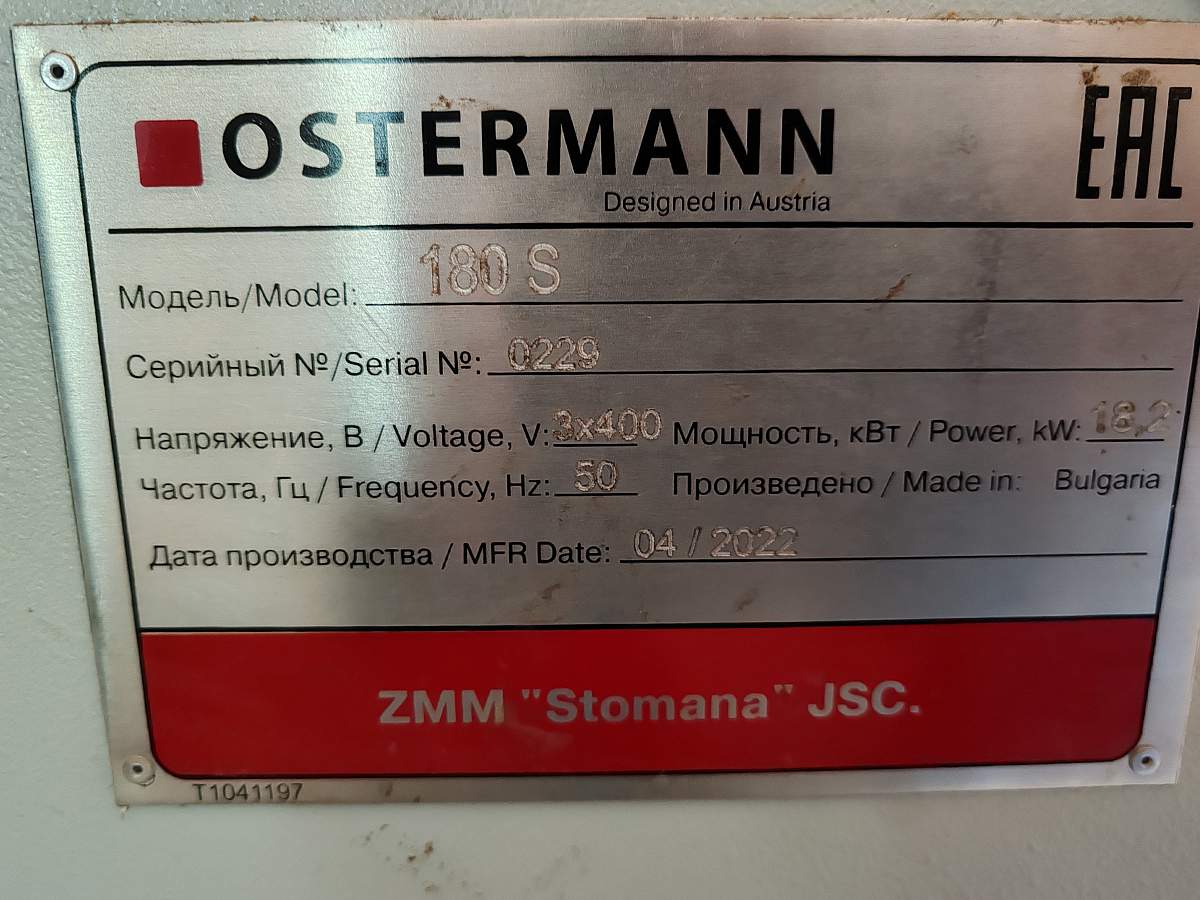 OSTERMANN
Designed in Austria
EAC
Модель/Model: 180 S
Серийный №/Serial №: 0229
Напряжение, В / Voltage, V: 3x400 Мощность, кВт / Power, kW: 18,2
Частота, Гц / Frequency, Hz: 50 Произведено / Made in: Bulgaria
Дата производства / MFR Date: 04 / 2022
ZMM "Stomana" JSC.
T1041197